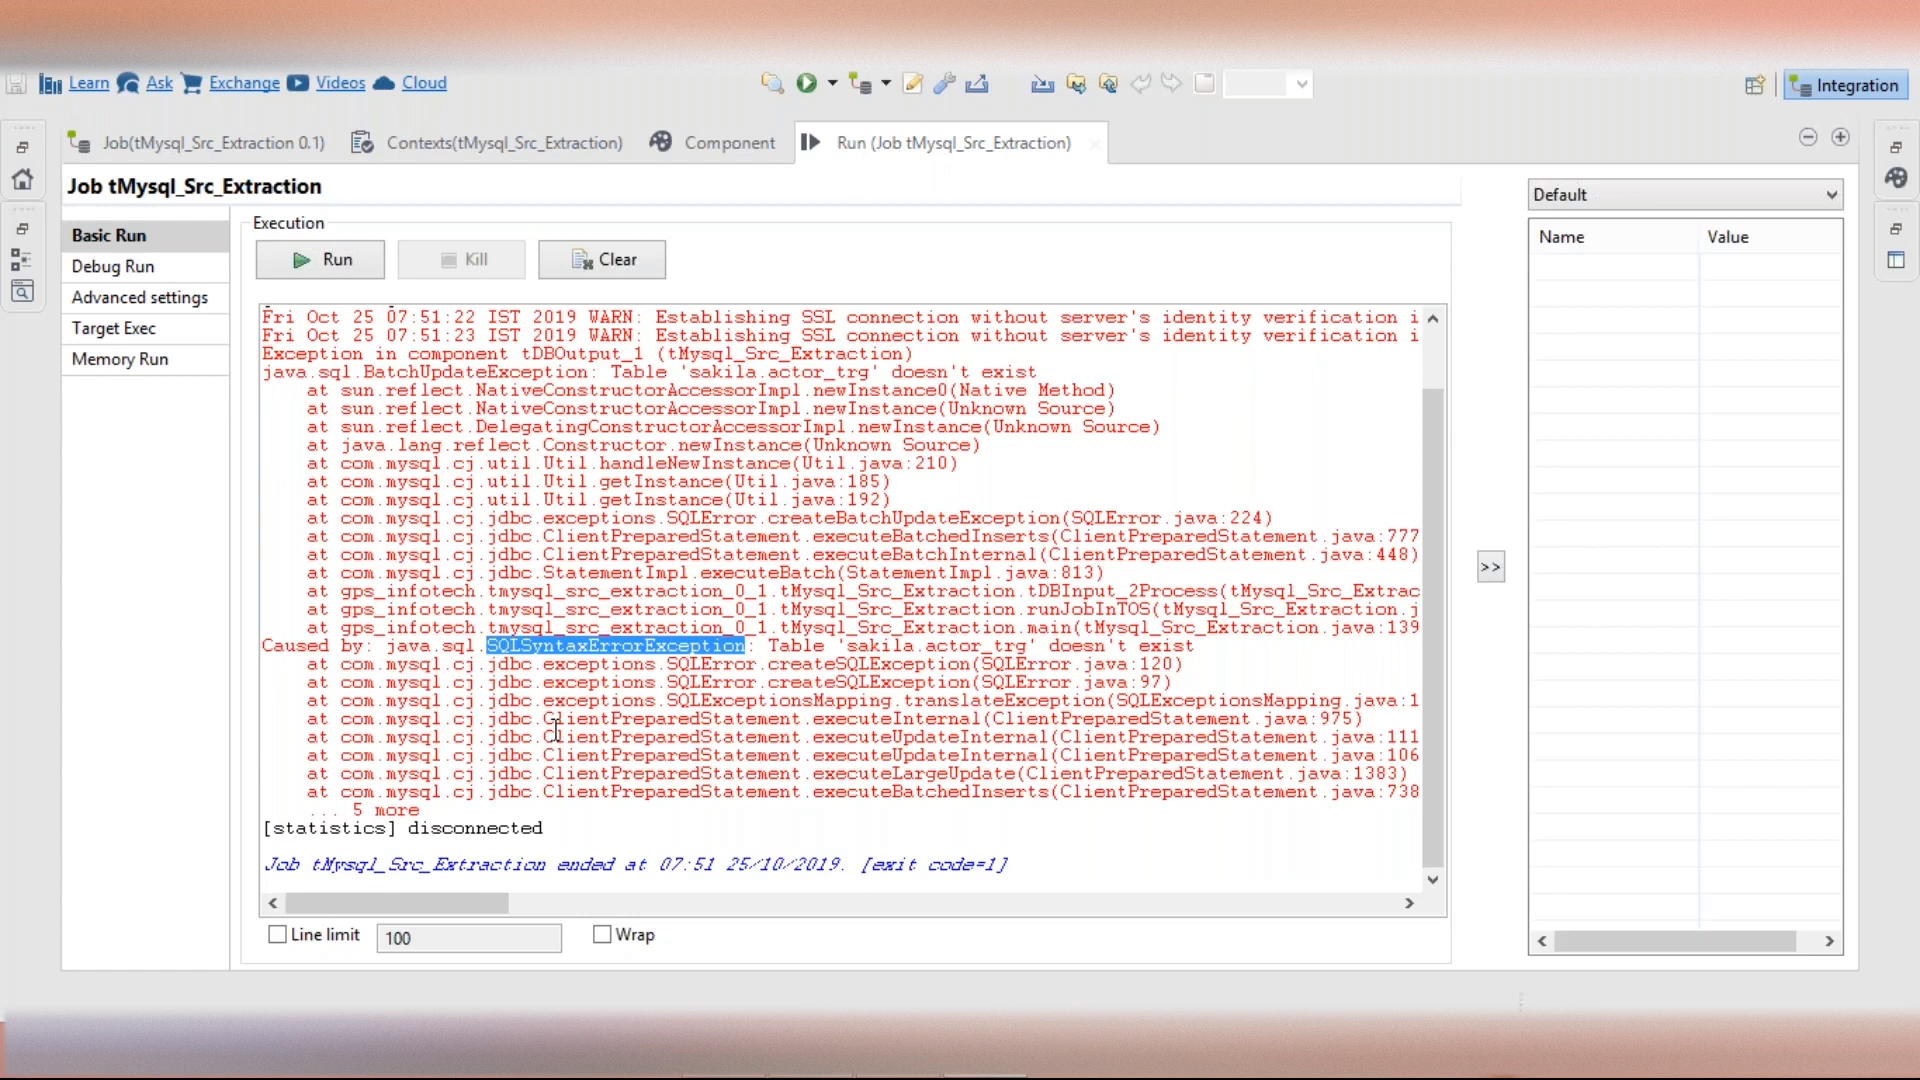 Learn Ask Exchange Videos Cloud
Integration
Job(tMysql_Src_Extraction 0.1) Contexts(tMysql_Src_Extraction) Component Run (Job tMysql_Src_Extraction)
Job tMysql_Src_Extraction
Default
Basic Run
Debug Run
Advanced settings
Target Exec
Memory Run
Execution
Run Kill Clear
Name Value
Fri Oct 25 07:51:22 IST 2019 WARN: Establishing SSL connection without server's identity verification i
Fri Oct 25 07:51:23 IST 2019 WARN: Establishing SSL connection without server's identity verification i
Exception in component tDBOutput_1 (tMysql_Src_Extraction)
java.sql.BatchUpdateException: Table 'sakila.actor_trg' doesn't exist
at sun.reflect.NativeConstructorAccessorImpl.newInstance0(Native Method)
at sun.reflect.NativeConstructorAccessorImpl.newInstance(Unknown Source)
at sun.reflect.DelegatingConstructorAccessorImpl.newInstance(Unknown Source)
at java.lang.reflect.Constructor.newInstance(Unknown Source)
at com.mysql.cj.util.Util.handleNewInstance(Util.java:210)
at com.mysql.cj.util.Util.getInstance(Util.java:185)
at com.mysql.cj.util.Util.getInstance(Util.java:192)
at com.mysql.cj.jdbc.exceptions.SQLError.createBatchUpdateException(SQLError.java:224)
at com.mysql.cj.jdbc.ClientPreparedStatement.executeBatchedInserts(ClientPreparedStatement.java:777
at com.mysql.cj.jdbc.ClientPreparedStatement.executeBatchInternal(ClientPreparedStatement.java:448)
at com.mysql.cj.jdbc.StatementImpl.executeBatch(StatementImpl.java:813)
at gps_infotech.tmysql_src_extraction_0_1.tMysql_Src_Extraction.tDBInput_2Process(tMysql_Src_Extrac
at gps_infotech.tmysql_src_extraction_0_1.tMysql_Src_Extraction.runJobInTOS(tMysql_Src_Extraction.j
at gps_infotech.tmysql_src_extraction_0_1.tMysql_Src_Extraction.main(tMysql_Src_Extraction.java:139
Caused by: java.sql.SQLSyntaxErrorException: Table 'sakila.actor_trg' doesn't exist
at com.mysql.cj.jdbc.exceptions.SQLError.createSQLException(SQLError.java:120)
at com.mysql.cj.jdbc.exceptions.SQLError.createSQLException(SQLError.java:97)
at com.mysql.cj.jdbc.exceptions.SQLExceptionsMapping.translateException(SQLExceptionsMapping.java:1
at com.mysql.cj.jdbc.ClientPreparedStatement.executeInternal(ClientPreparedStatement.java:975)
at com.mysql.cj.jdbc.ClientPreparedStatement.executeUpdateInternal(ClientPreparedStatement.java:111
at com.mysql.cj.jdbc.ClientPreparedStatement.executeUpdateInternal(ClientPreparedStatement.java:106
at com.mysql.cj.jdbc.ClientPreparedStatement.executeLargeUpdate(ClientPreparedStatement.java:1383)
at com.mysql.cj.jdbc.ClientPreparedStatement.executeBatchedInserts(ClientPreparedStatement.java:738
... 5 more
[statistics] disconnected
Job tMysql_Src_Extraction ended at 07:51 25/10/2019. [exit code=1]
>>
Line limit 100 Wrap